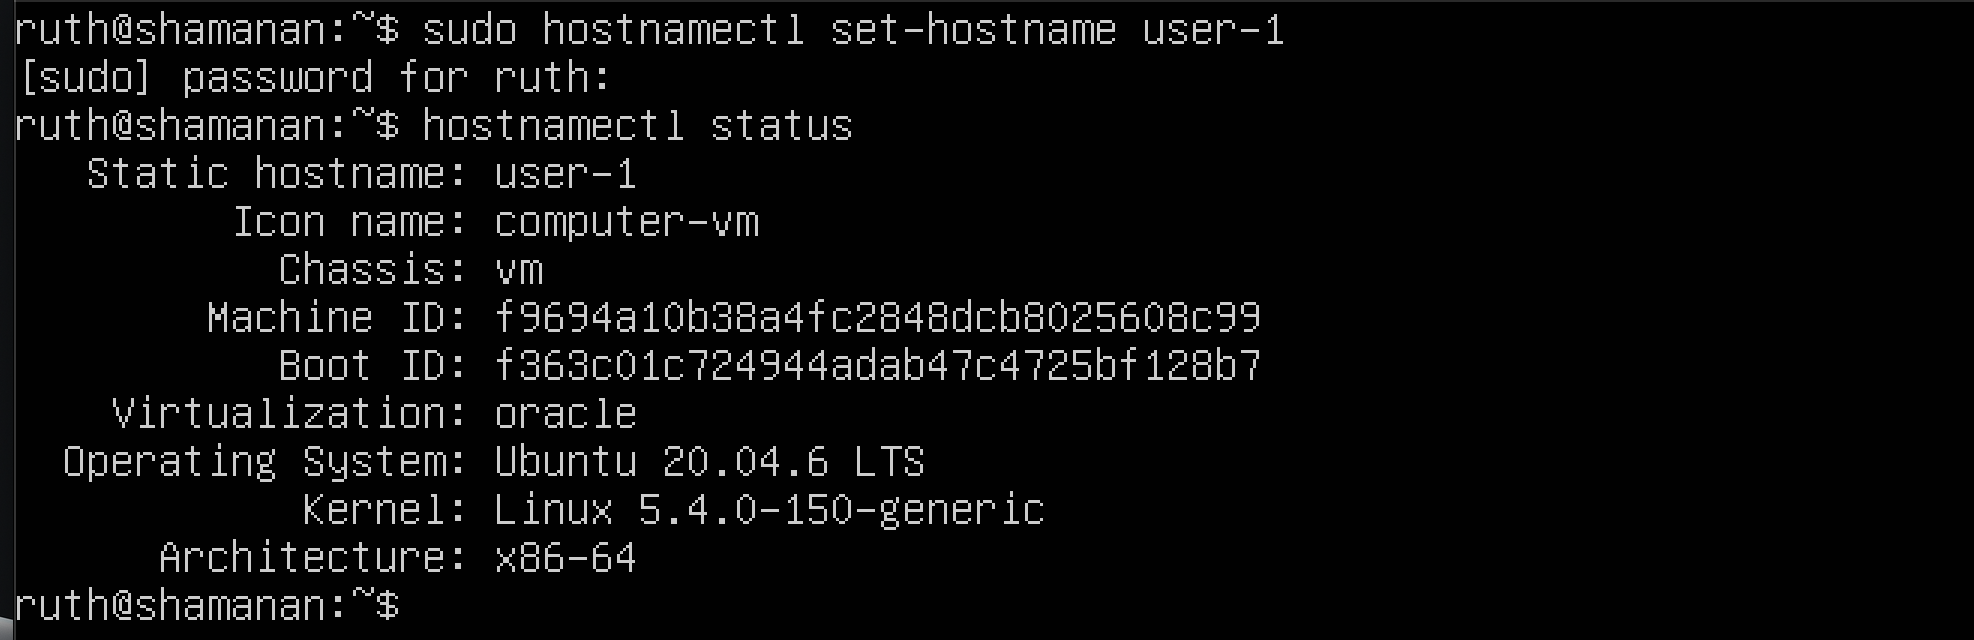 ruth@shamanan:~$ sudo hostnamectl set-hostname user-1
[sudo] password for ruth:
ruth@shamanan:~$ hostnamectl status
   Static hostname: user-1
         Icon name: computer-vm
           Chassis: vm
        Machine ID: f9694a10b38a4fc2848dcb8025608c99
           Boot ID: f363c01c724944adab47c4725bf128b7
    Virtualization: oracle
  Operating System: Ubuntu 20.04.6 LTS
            Kernel: Linux 5.4.0-150-generic
      Architecture: x86-64
ruth@shamanan:~$